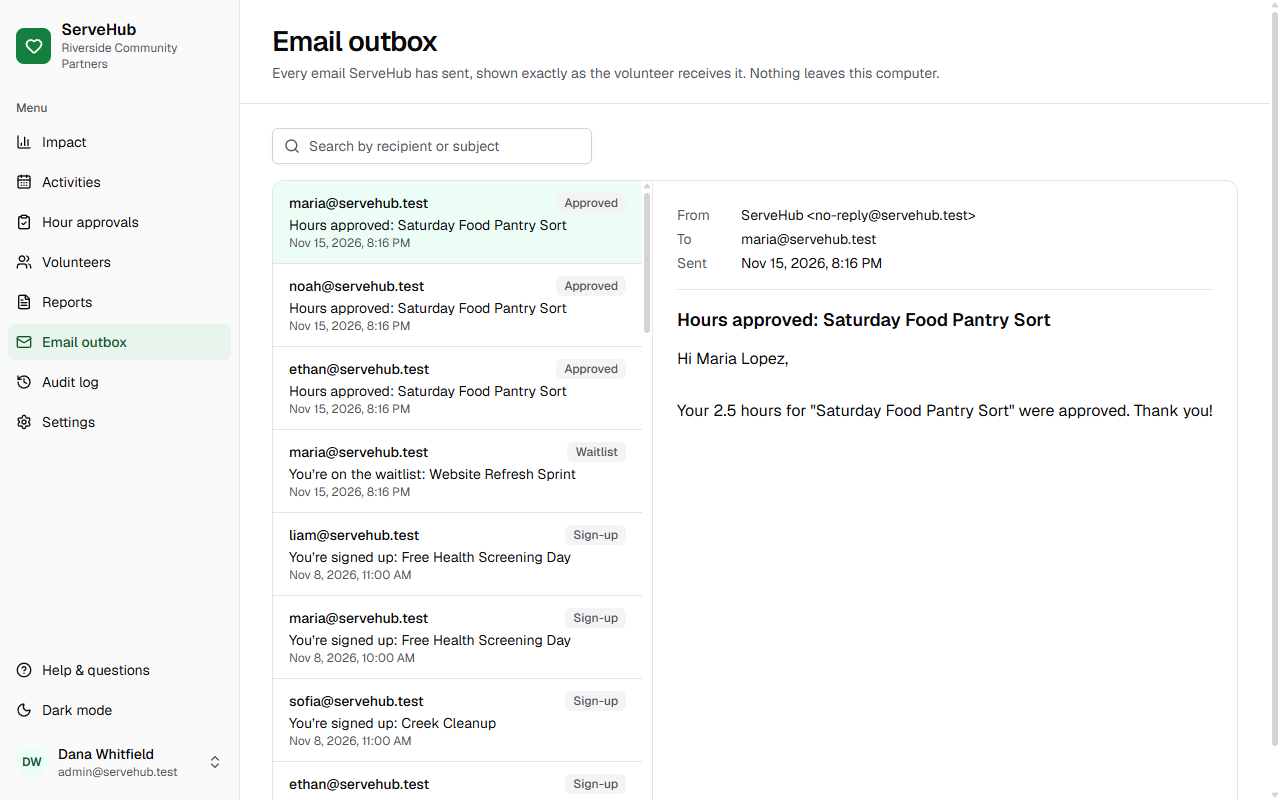 ServeHub
Riverside Community
Partners
Menu
Impact
Activities
Hour approvals
Volunteers
Reports
Email outbox
Audit log
Settings
Help & questions
Dark mode
DW
Dana Whitfield
admin@servehub.test
Email outbox
Every email ServeHub has sent, shown exactly as the volunteer receives it. Nothing leaves this computer.
Search by recipient or subject
maria@servehub.test Approved
Hours approved: Saturday Food Pantry Sort
Nov 15, 2026, 8:16 PM
noah@servehub.test Approved
Hours approved: Saturday Food Pantry Sort
Nov 15, 2026, 8:16 PM
ethan@servehub.test Approved
Hours approved: Saturday Food Pantry Sort
Nov 15, 2026, 8:16 PM
maria@servehub.test Waitlist
You're on the waitlist: Website Refresh Sprint
Nov 15, 2026, 8:16 PM
liam@servehub.test Sign-up
You're signed up: Free Health Screening Day
Nov 8, 2026, 11:00 AM
maria@servehub.test Sign-up
You're signed up: Free Health Screening Day
Nov 8, 2026, 10:00 AM
sofia@servehub.test Sign-up
You're signed up: Creek Cleanup
Nov 8, 2026, 11:00 AM
ethan@servehub.test Sign-up
From ServeHub <no-reply@servehub.test>
To maria@servehub.test
Sent Nov 15, 2026, 8:16 PM
Hours approved: Saturday Food Pantry Sort
Hi Maria Lopez,
Your 2.5 hours for "Saturday Food Pantry Sort" were approved. Thank you!